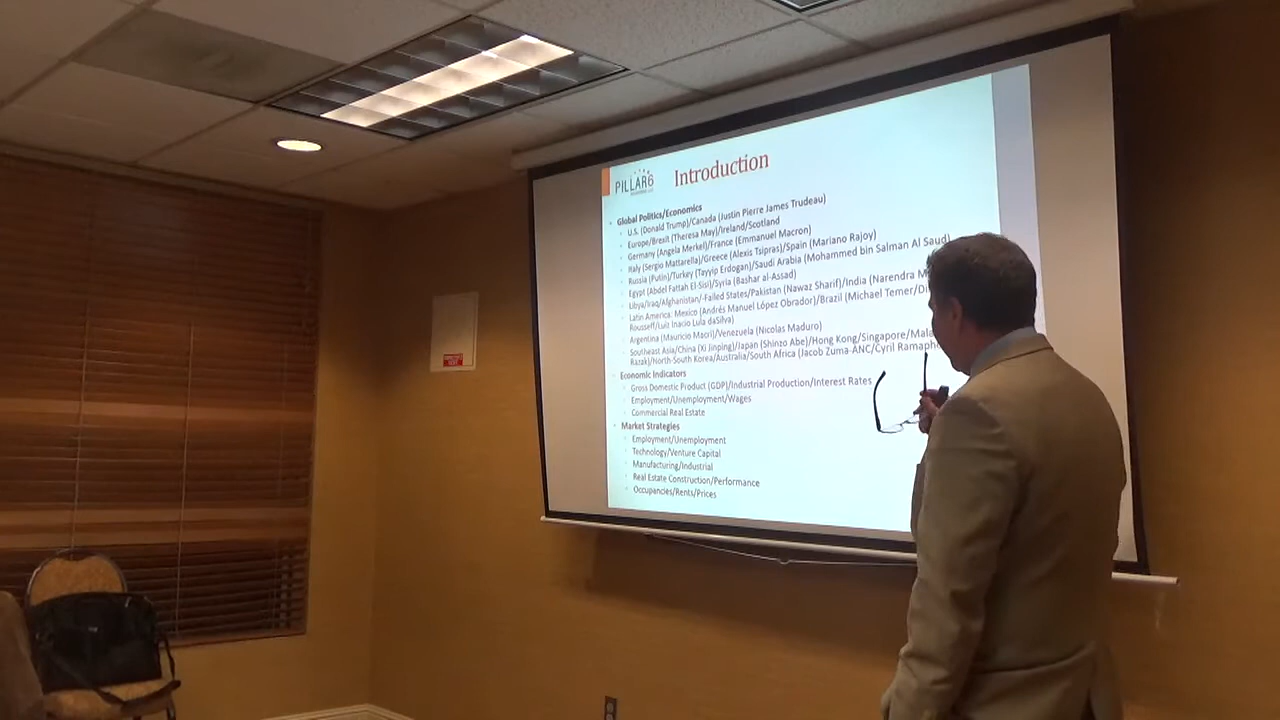 PILLAR6
Introduction
Global Politics/Economics
U.S. (Donald Trump)/Canada (Justin Pierre James Trudeau)
Europe/Brexit (Theresa May)/Ireland/Scotland
Germany (Angela Merkel)/France (Emmanuel Macron)
Italy (Sergio Mattarella)/Greece (Alexis Tsipras)/Spain (Mariano Rajoy)
Russia (Putin)/Turkey (Tayyip Erdogan)/Saudi Arabia (Mohammed bin Salman Al Saud)
Egypt (Abdel Fattah El-Sisi)/Syria (Bashar al-Assad)
Libya/Iraq/Afghanistan/-Failed States/Pakistan (Nawaz Sharif)/India (Narendra M
Latin America: Mexico (Andrés Manuel López Obrador)/Brazil (Michael Temer/Di
Rousseff/Luiz Inacio Lula daSilva)
Argentina (Mauricio Macri)/Venezuela (Nicolas Maduro)
Southeast Asia/China (Xi Jinping)/Japan (Shinzo Abe)/Hong Kong/Singapore/Mala
Razak)/North-South Korea/Australia/South Africa (Jacob Zuma-ANC/Cyril Ramapho
Economic Indicators
Gross Domestic Product (GDP)/Industrial Production/Interest Rates
Employment/Unemployment/Wages
Commercial Real Estate
Market Strategies
Employment/Unemployment
Technology/Venture Capital
Manufacturing/Industrial
Real Estate Construction/Performance
Occupancies/Rents/Prices